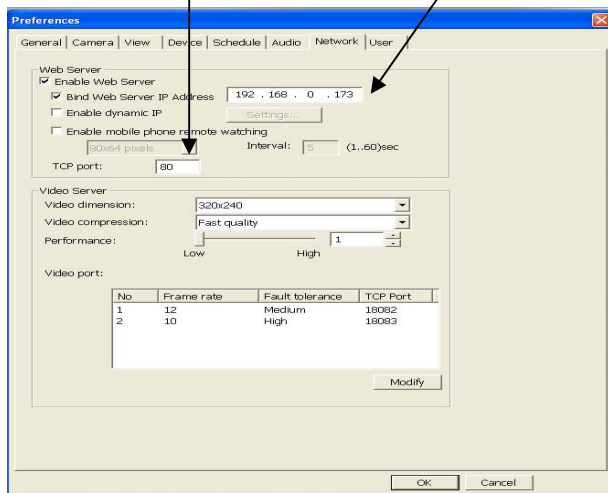 Preferences
General Camera View Device Schedule Audio Network User
Web Server
Enable Web Server
Bind Web Server IP Address 192 . 168 . 0 . 173
Enable dynamic IP Settings...
Enable mobile phone remote watching
80x64 pixels Interval: 5 (1..60)sec
TCP port: 80
Video Server
Video dimension: 320x240
Video compression: Fast quality
Performance: 1
Low High
Video port:
No Frame rate Fault tolerance TCP Port
1 12 Medium 18082
2 10 High 18083
Modify
OK Cancel